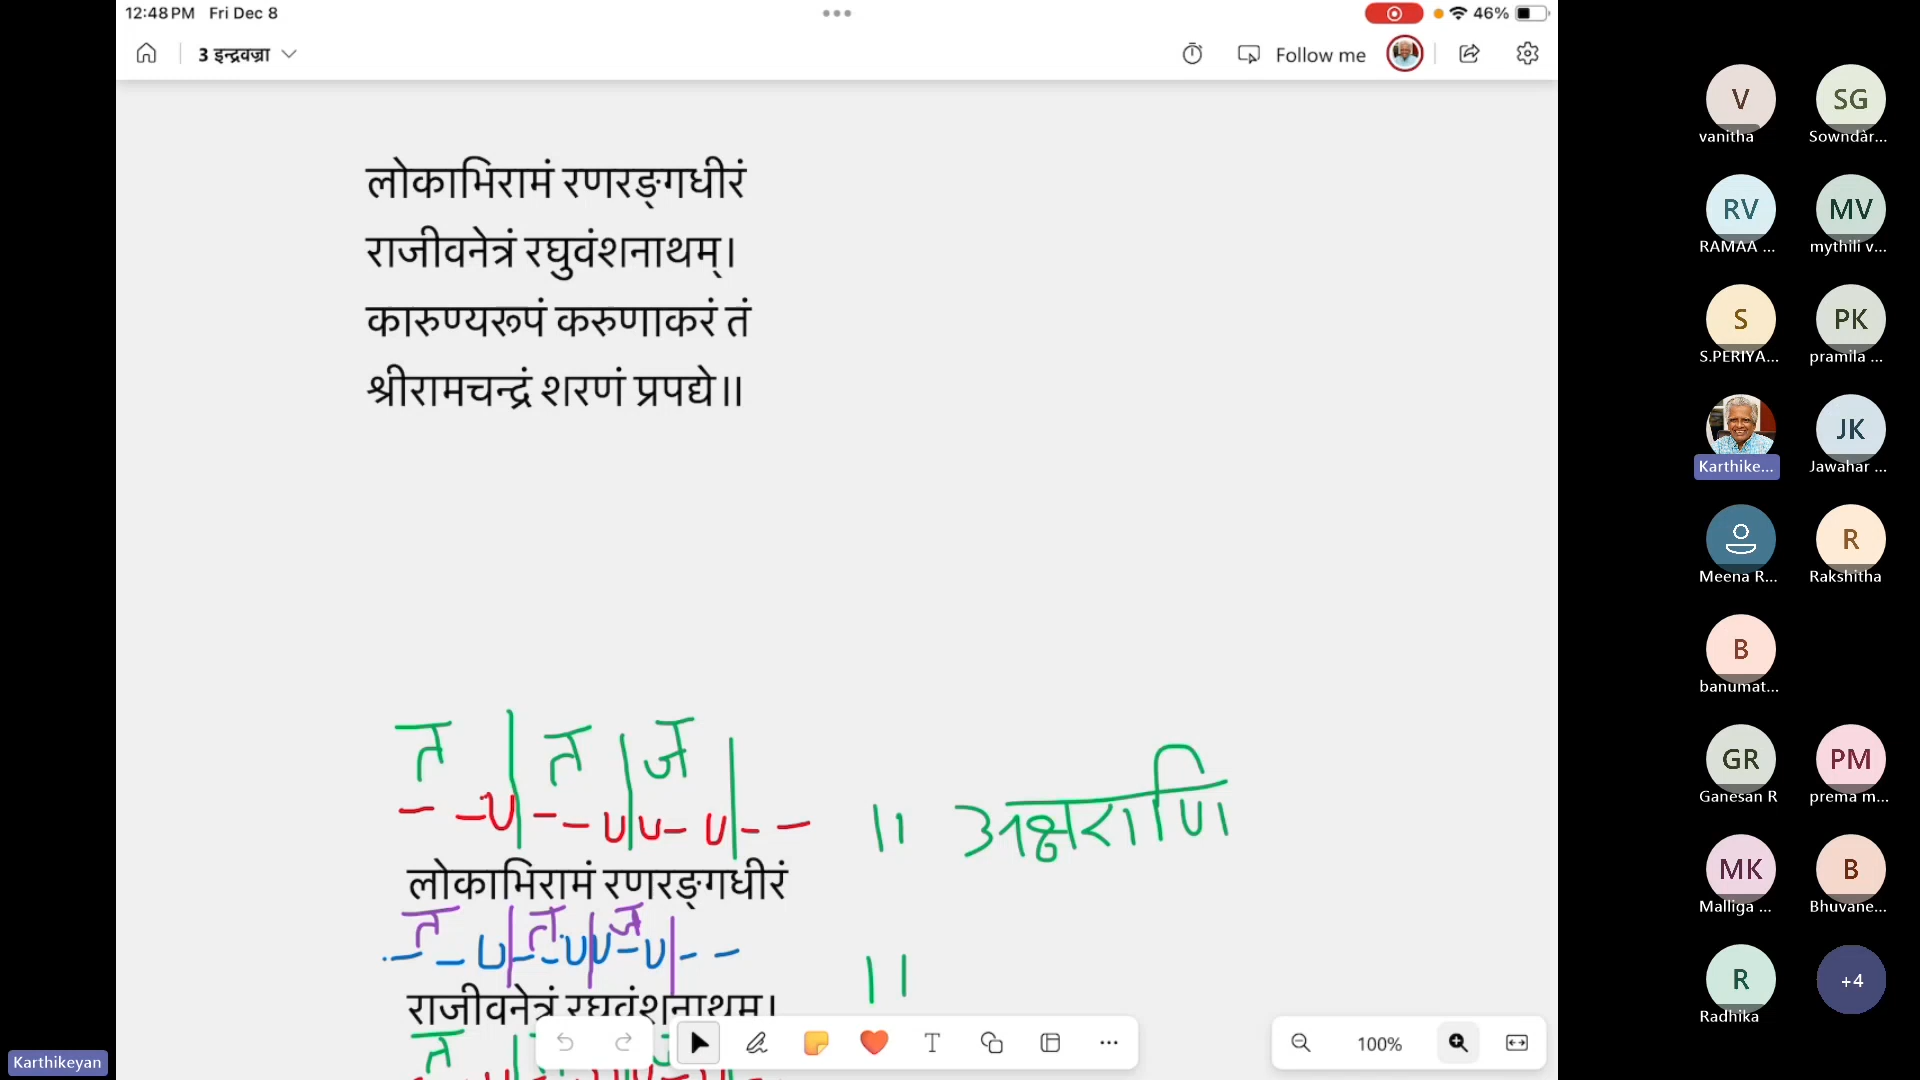 12:48 PM Fri Dec 8
46%
3 इन्द्रवज्रा
Follow me
लोकाभिरामं रणरङ्गधीरं
राजीवनेत्रं रघुवंशनाथम्।
कारुण्यरूपं करुणाकरं तं
श्रीरामचन्द्रं शरणं प्रपद्ये॥
त | त | ज |
– – U – – U U – U – –
11 अक्षराणि
लोकाभिरामं रणरङ्गधीरं
त | त | ज |
– – U – – U U – U – –
11
राजीवनेत्रं रघुवंशनाथम्।
त
100%
V
vanitha
SG
Sowndàr...
RV
RAMAA ...
MV
mythili v...
S
S.PERIYA...
PK
pramila ...
Karthike...
JK
Jawahar ...
Meena R...
R
Rakshitha
B
banumat...
GR
Ganesan R
PM
prema m...
MK
Malliga ...
B
Bhuvane...
R
Radhika
+4
Karthikeyan